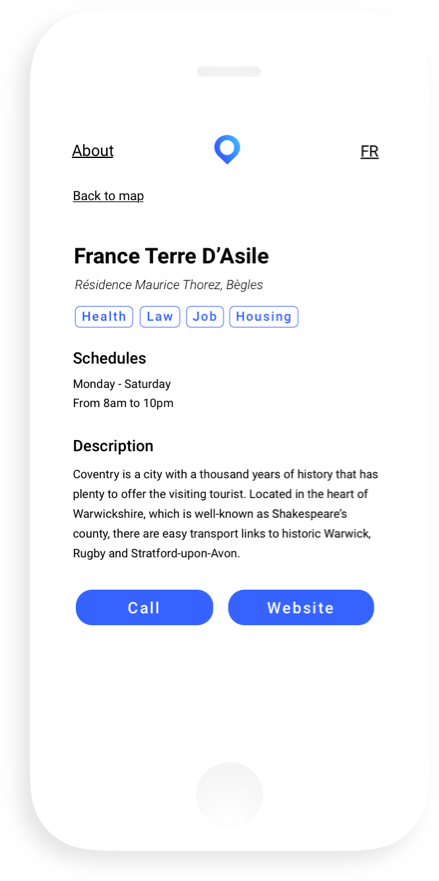 About
FR
Back to map
France Terre D’Asile
Résidence Maurice Thorez, Bègles
Health Law Job Housing
Schedules
Monday - Saturday
From 8am to 10pm
Description
Coventry is a city with a thousand years of history that has
plenty to offer the visiting tourist. Located in the heart of
Warwickshire, which is well-known as Shakespeare’s
county, there are easy transport links to historic Warwick,
Rugby and Stratford-upon-Avon.
Call Website